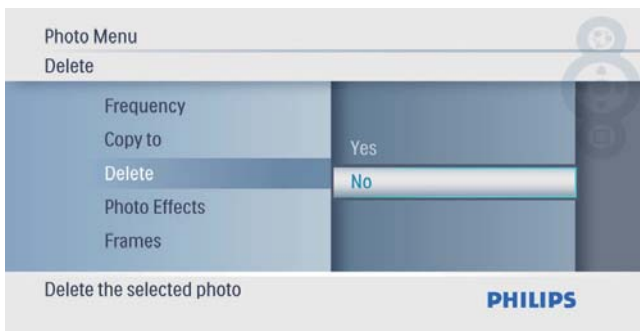 Photo Menu
Delete
Frequency
Copy to
Delete
Photo Effects
Frames
Yes
No
Delete the selected photo
PHILIPS